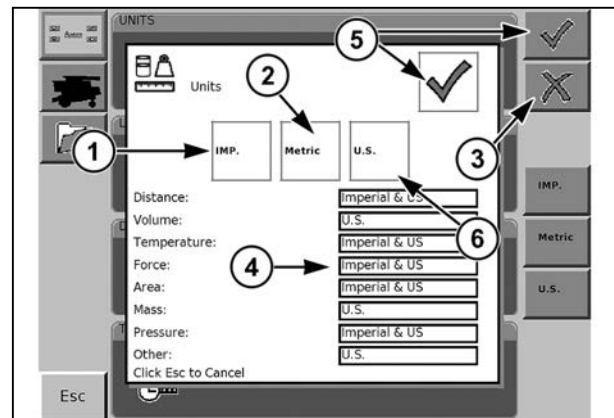 UNITS
Units
5
2
1
3
IMP.
Metric
U.S.
IMP.
Metric
U.S.
Distance: Imperial & US
Volume: U.S.
Temperature: Imperial & US
Force: Imperial & US
Area: Imperial & US
Mass: U.S.
Pressure: Imperial & US
Other: U.S.
4
6
Click Esc to Cancel
Esc